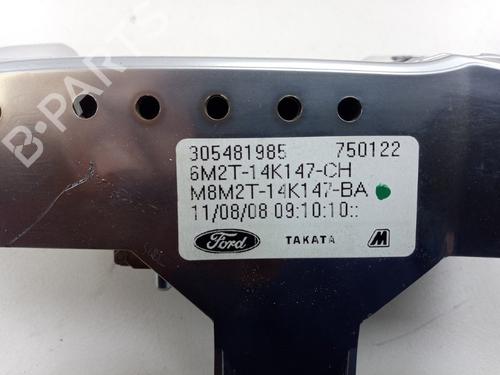 B-PARTS
305481985 750122
6M2T-14K147-CH
M8M2T-14K147-BA
11/08/08 09:10:10::
Ford TAKATA M